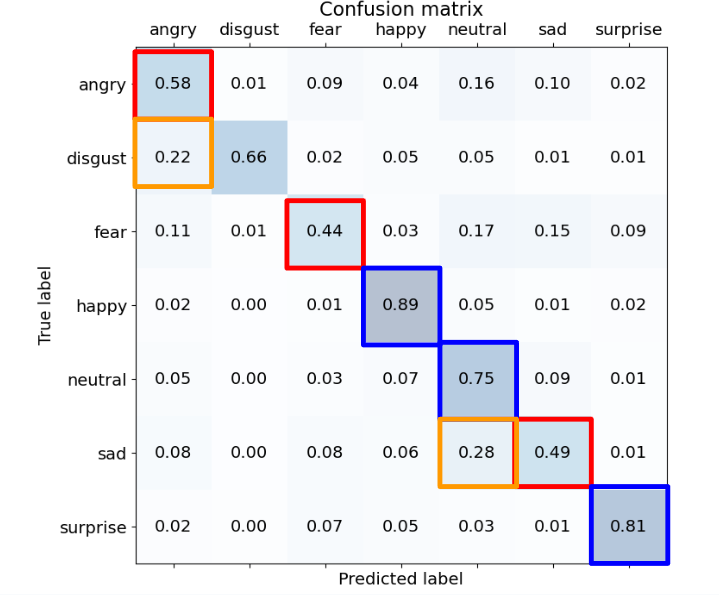 Confusion matrix
angry disgust fear happy neutral sad surprise
angry 0.58 0.01 0.09 0.04 0.16 0.10 0.02
disgust 0.22 0.66 0.02 0.05 0.05 0.01 0.01
fear 0.11 0.01 0.44 0.03 0.17 0.15 0.09
happy 0.02 0.00 0.01 0.89 0.05 0.01 0.02
neutral 0.05 0.00 0.03 0.07 0.75 0.09 0.01
sad 0.08 0.00 0.08 0.06 0.28 0.49 0.01
surprise 0.02 0.00 0.07 0.05 0.03 0.01 0.81
True label
Predicted label